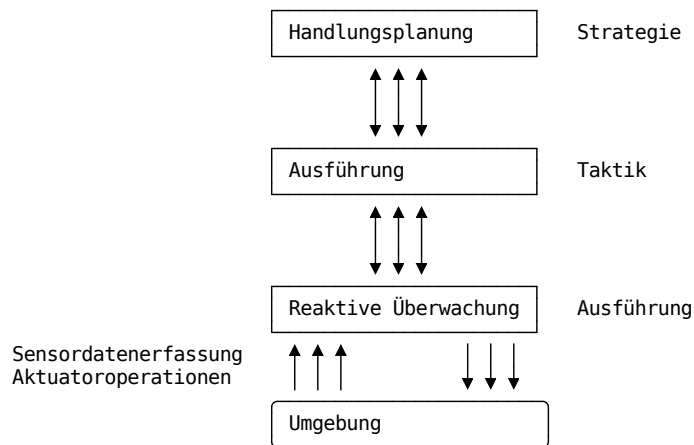 Handlungsplanung Strategie
Ausführung Taktik
Reaktive Überwachung Ausführung
Sensordatenerfassung
Aktuatoroperationen
Umgebung